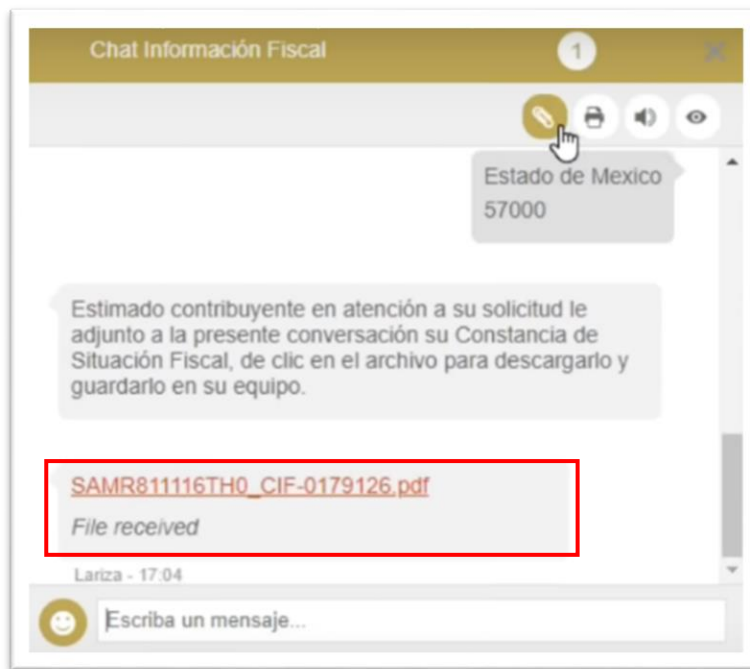 Chat Información Fiscal
1
Estado de Mexico
57000
Estimado contribuyente en atención a su solicitud le
adjunto a la presente conversación su Constancia de
Situación Fiscal, de clic en el archivo para descargarlo y
guardarlo en su equipo.
SAMR811116TH0_CIF-0179126.pdf
File received
Lariza - 17:04
Escriba un mensaje...